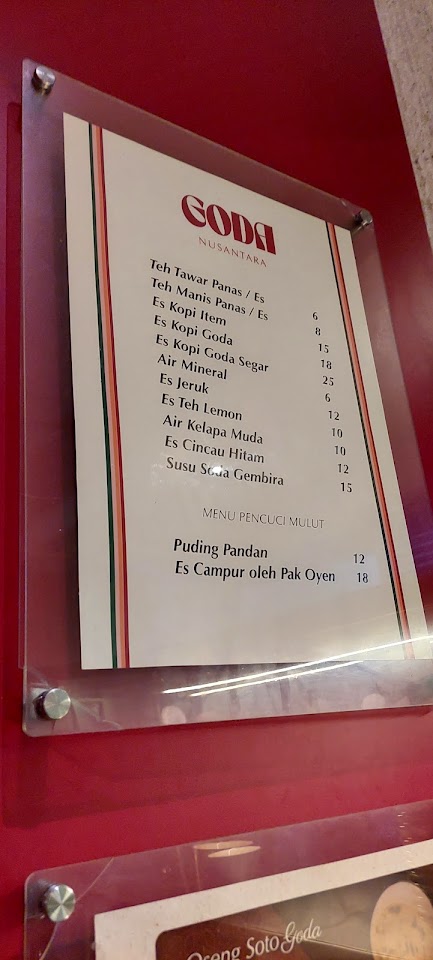 GODA
NUSANTARA
Teh Tawar Panas / Es 6
Teh Manis Panas / Es 8
Es Kopi Item 15
Es Kopi Goda 18
Es Kopi Goda Segar 25
Air Mineral 6
Es Jeruk 12
Es Teh Lemon 10
Air Kelapa Muda 10
Es Cincau Hitam 12
Susu Soda Gembira 15
MENU PENCUCI MULUT
Puding Pandan 12
Es Campur oleh Pak Oyen 18
Oseng Soto Goda